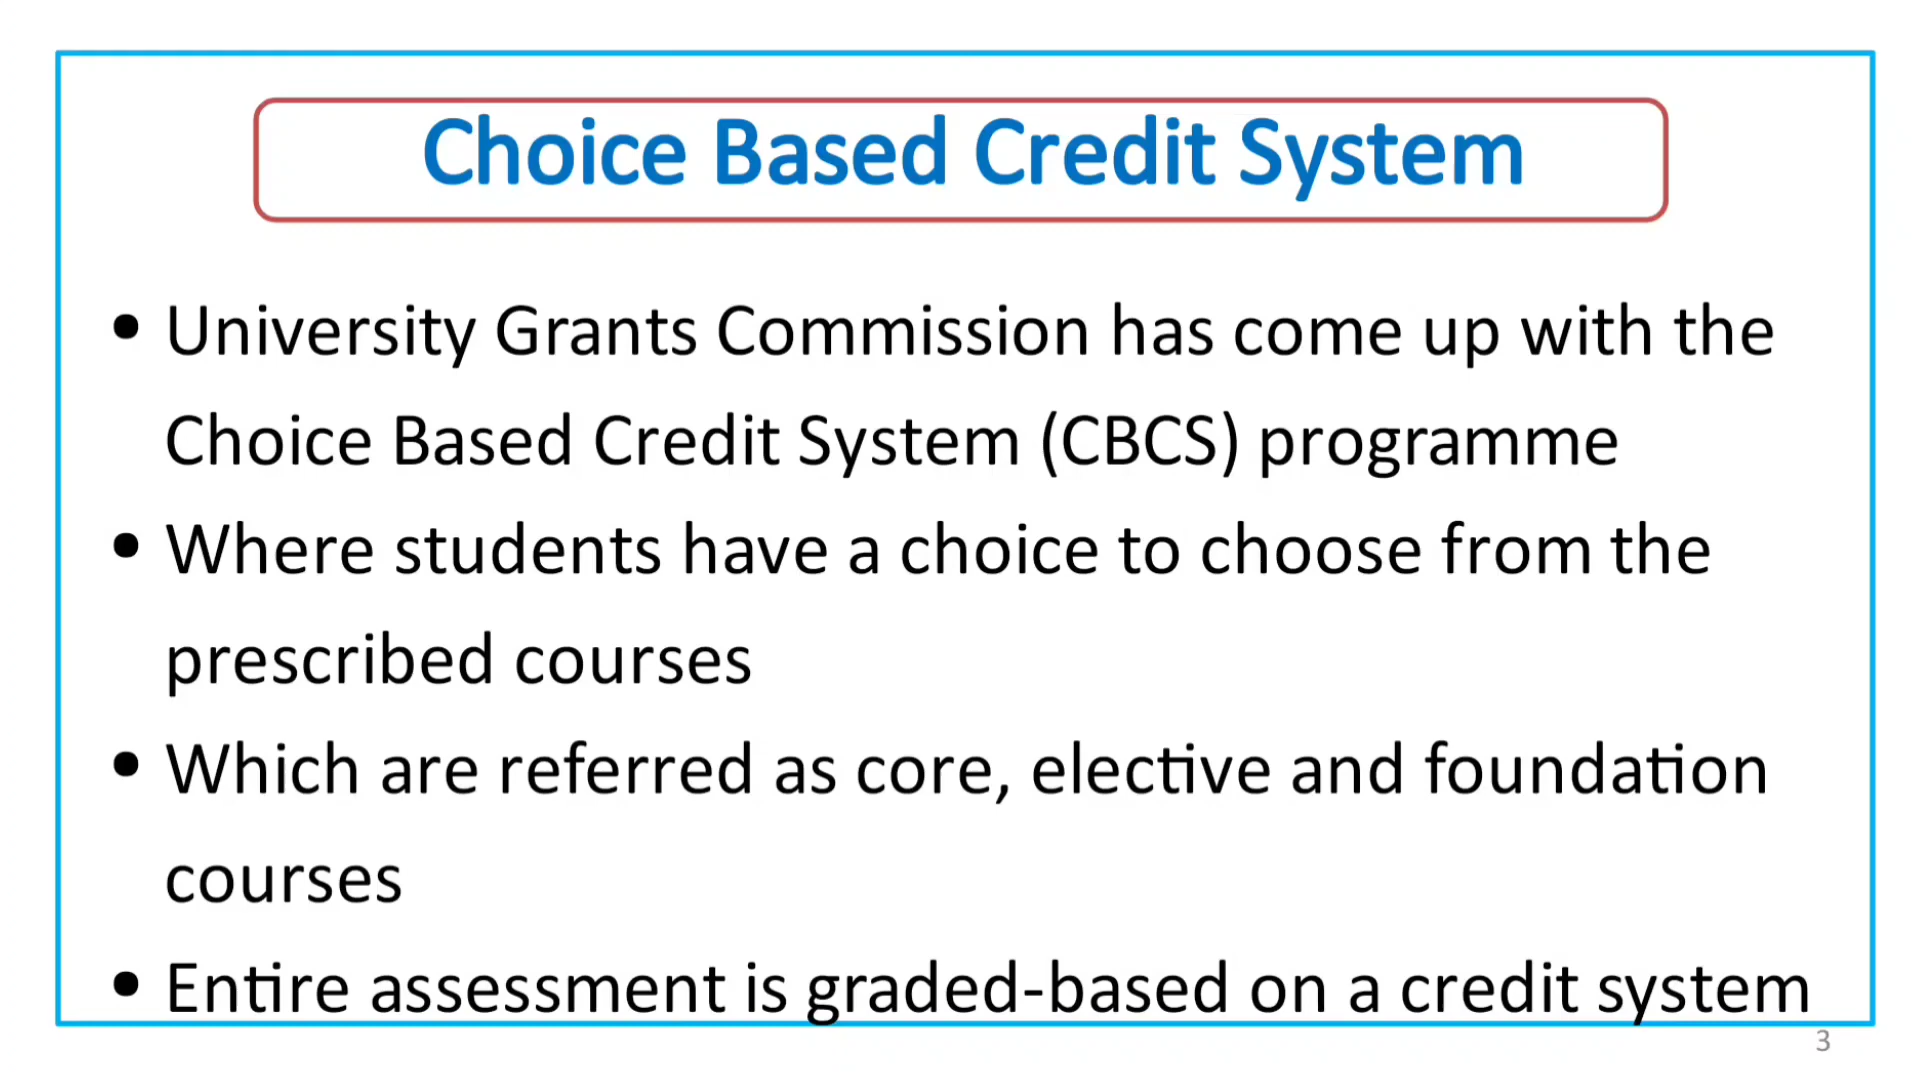 Choice Based Credit System
• University Grants Commission has come up with the
Choice Based Credit System (CBCS) programme
• Where students have a choice to choose from the
prescribed courses
• Which are referred as core, elective and foundation
courses
• Entire assessment is graded-based on a credit system
3